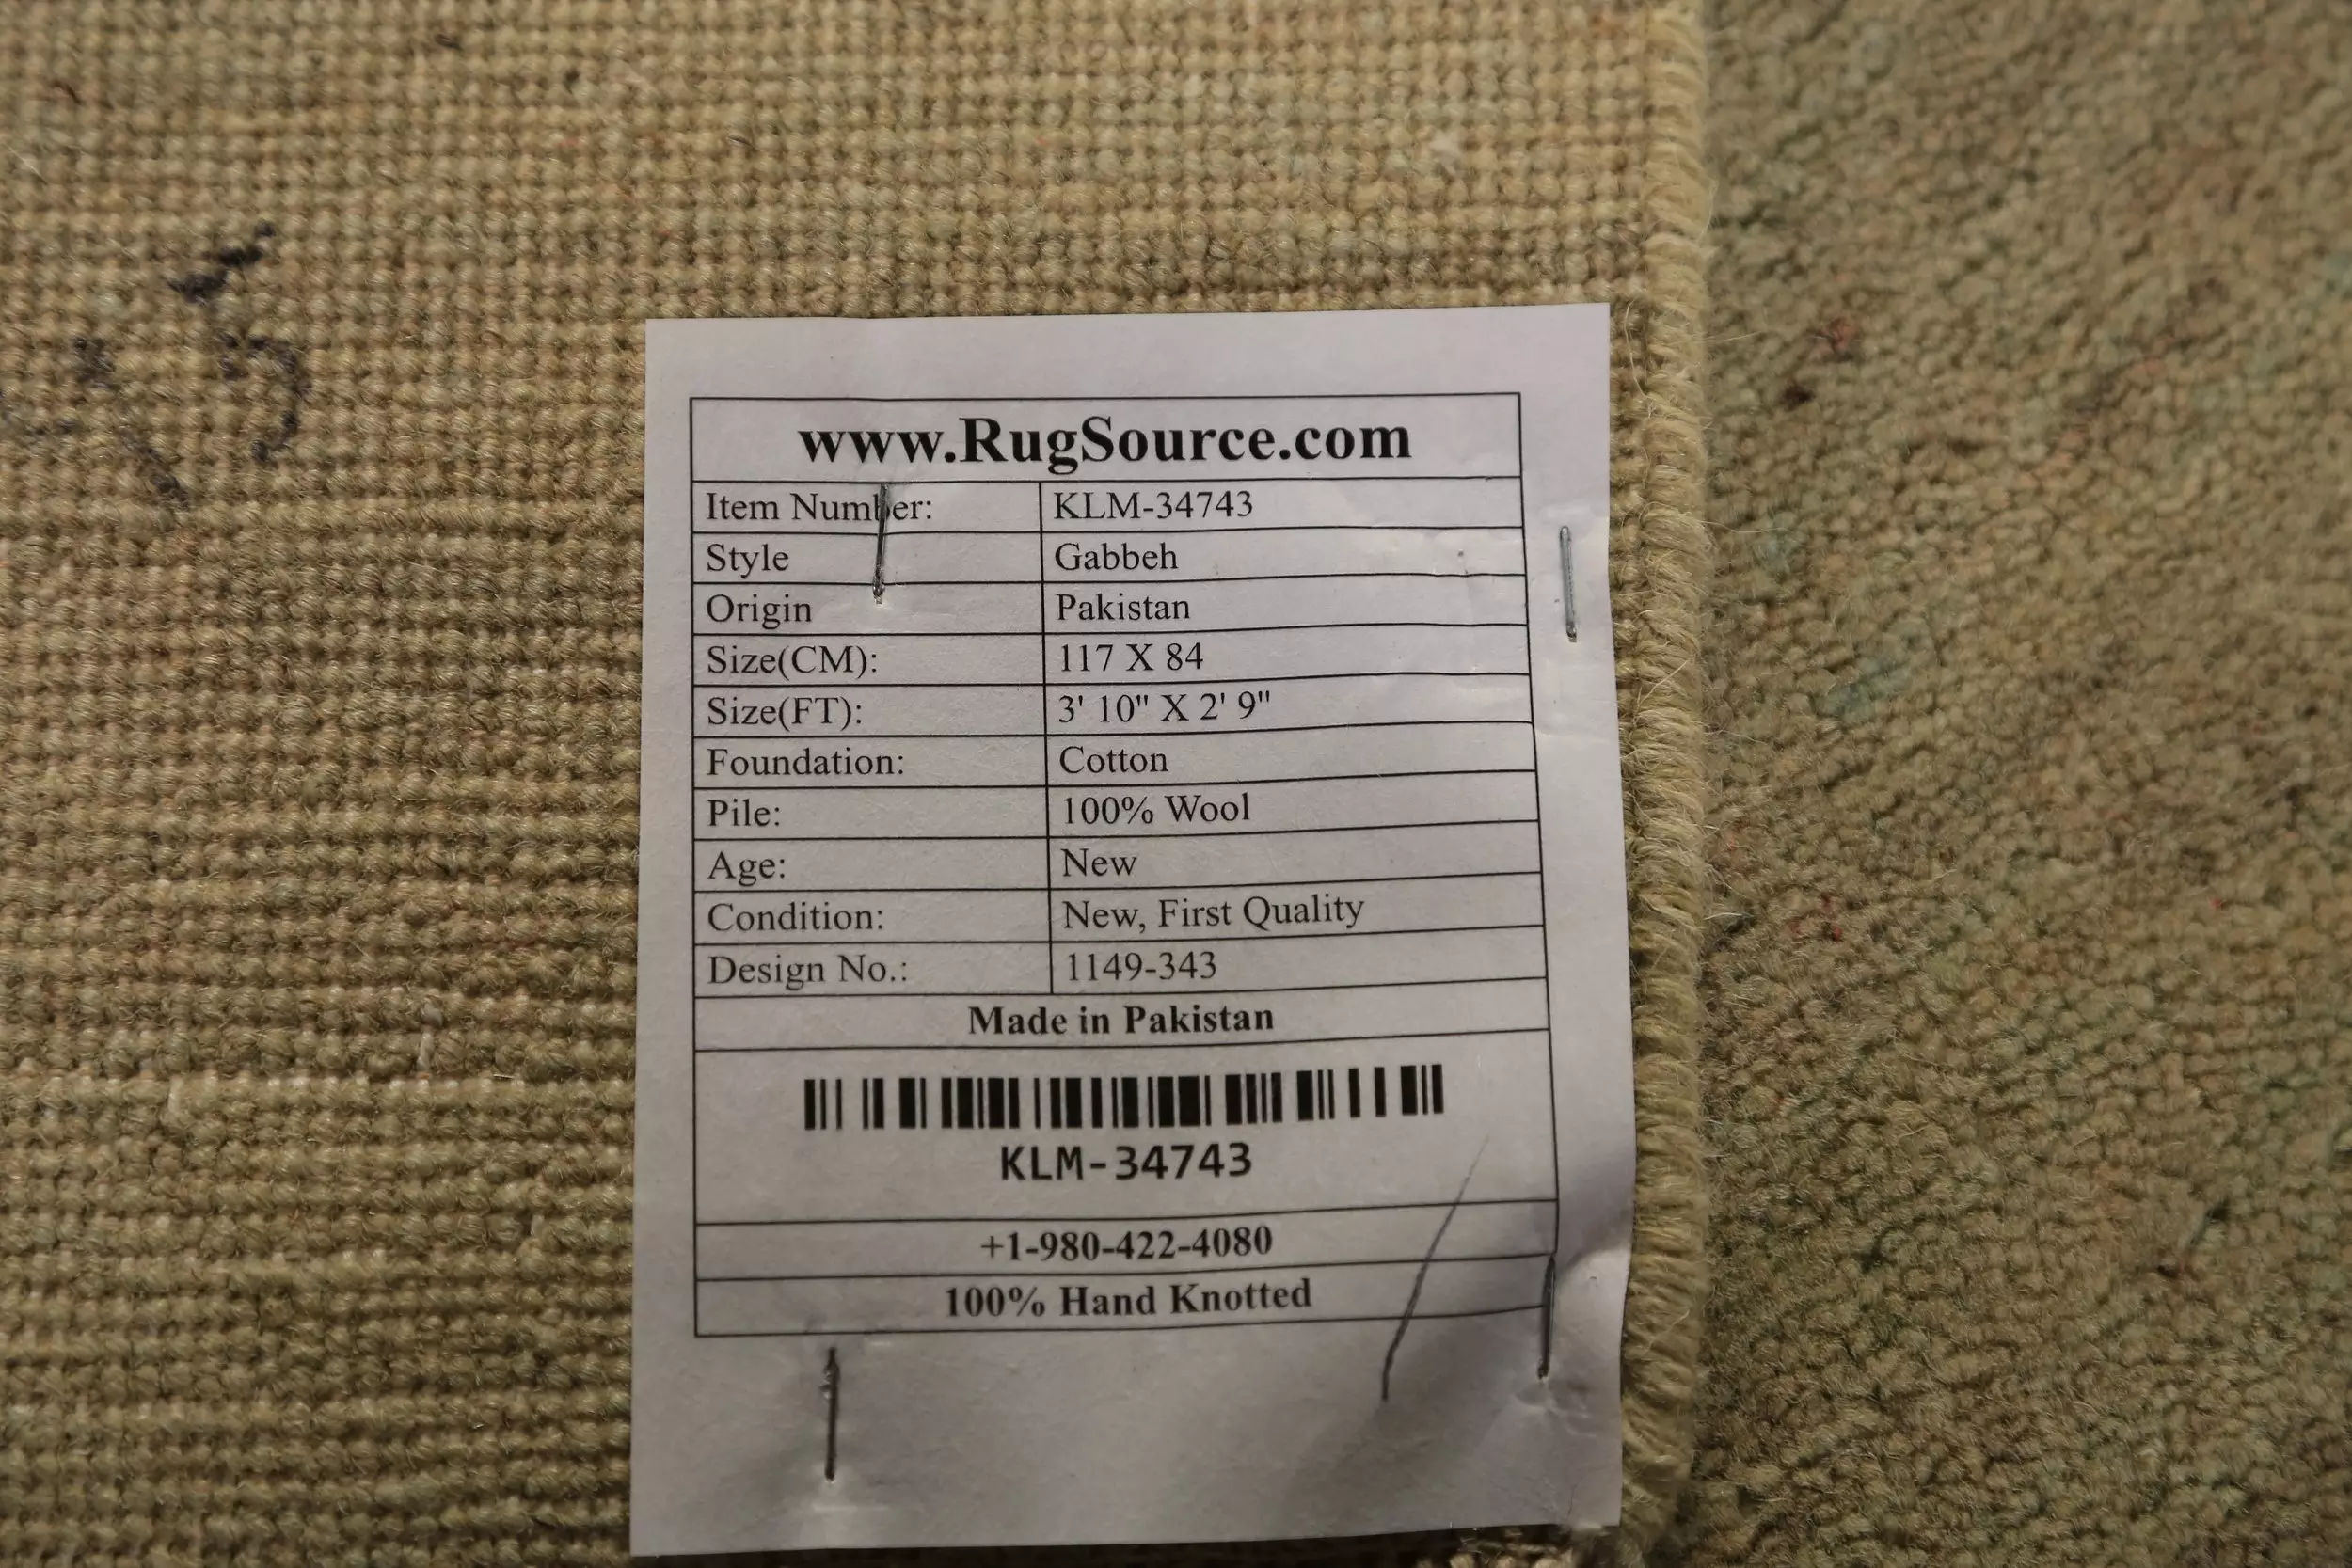 www.RugSource.com
Item Number: KLM-34743
Style Gabbeh
Origin Pakistan
Size(CM): 117 X 84
Size(FT): 3' 10" X 2' 9"
Foundation: Cotton
Pile: 100% Wool
Age: New
Condition: New, First Quality
Design No.: 1149-343
Made in Pakistan
KLM-34743
+1-980-422-4080
100% Hand Knotted